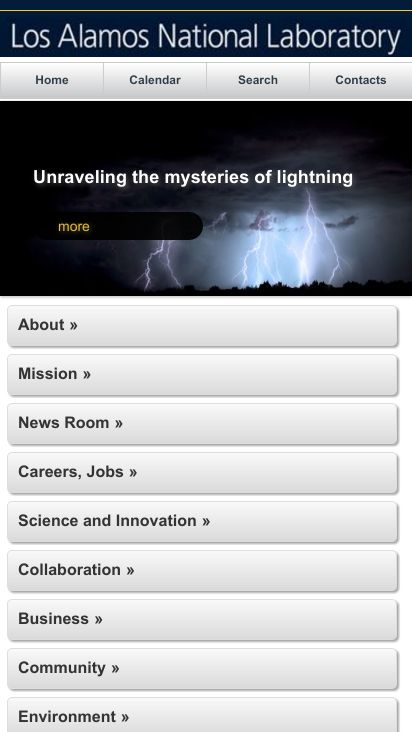 Los Alamos National Laboratory
Home Calendar Search Contacts
Unraveling the mysteries of lightning
more
About »
Mission »
News Room »
Careers, Jobs »
Science and Innovation »
Collaboration »
Business »
Community »
Environment »